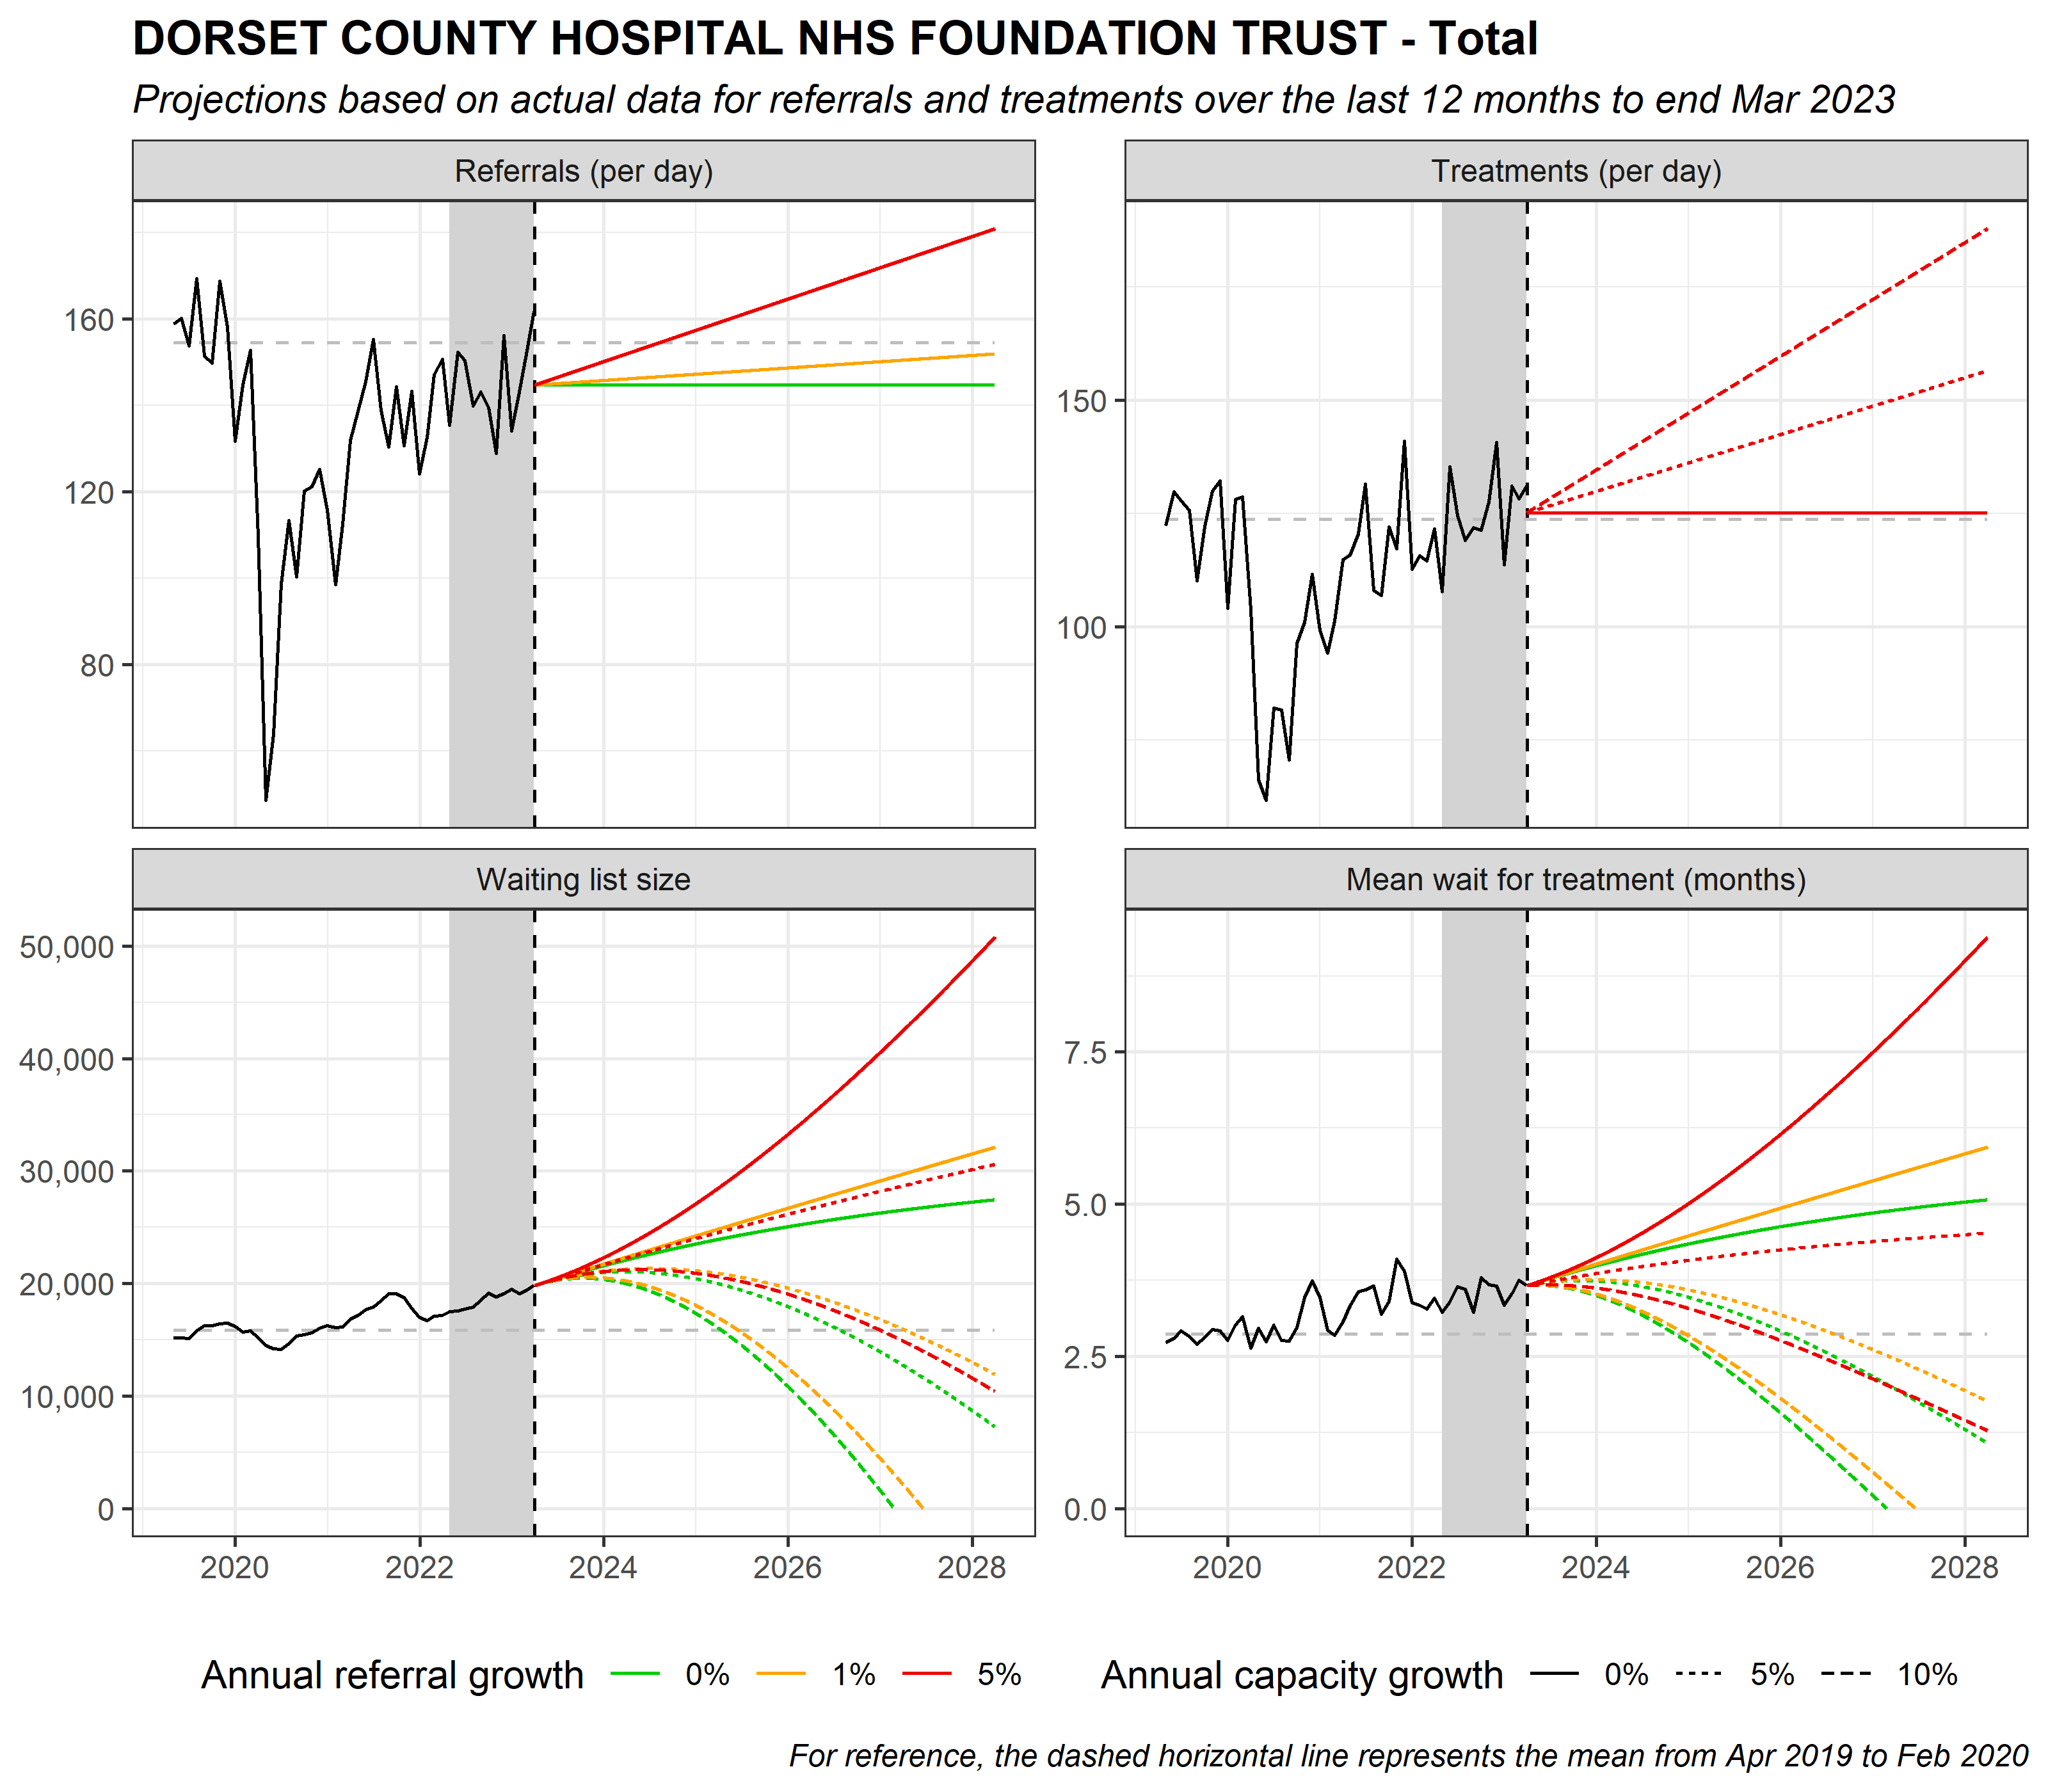 DORSET COUNTY HOSPITAL NHS FOUNDATION TRUST - Total
Projections based on actual data for referrals and treatments over the last 12 months to end Mar 2023
Referrals (per day)
160
120
80
Treatments (per day)
150
100
Waiting list size
50,000
40,000
30,000
20,000
10,000
0
2020 2022 2024 2026 2028
Mean wait for treatment (months)
7.5
5.0
2.5
0.0
2020 2022 2024 2026 2028
Annual referral growth 0% 1% 5%
Annual capacity growth 0% 5% 10%
For reference, the dashed horizontal line represents the mean from Apr 2019 to Feb 2020